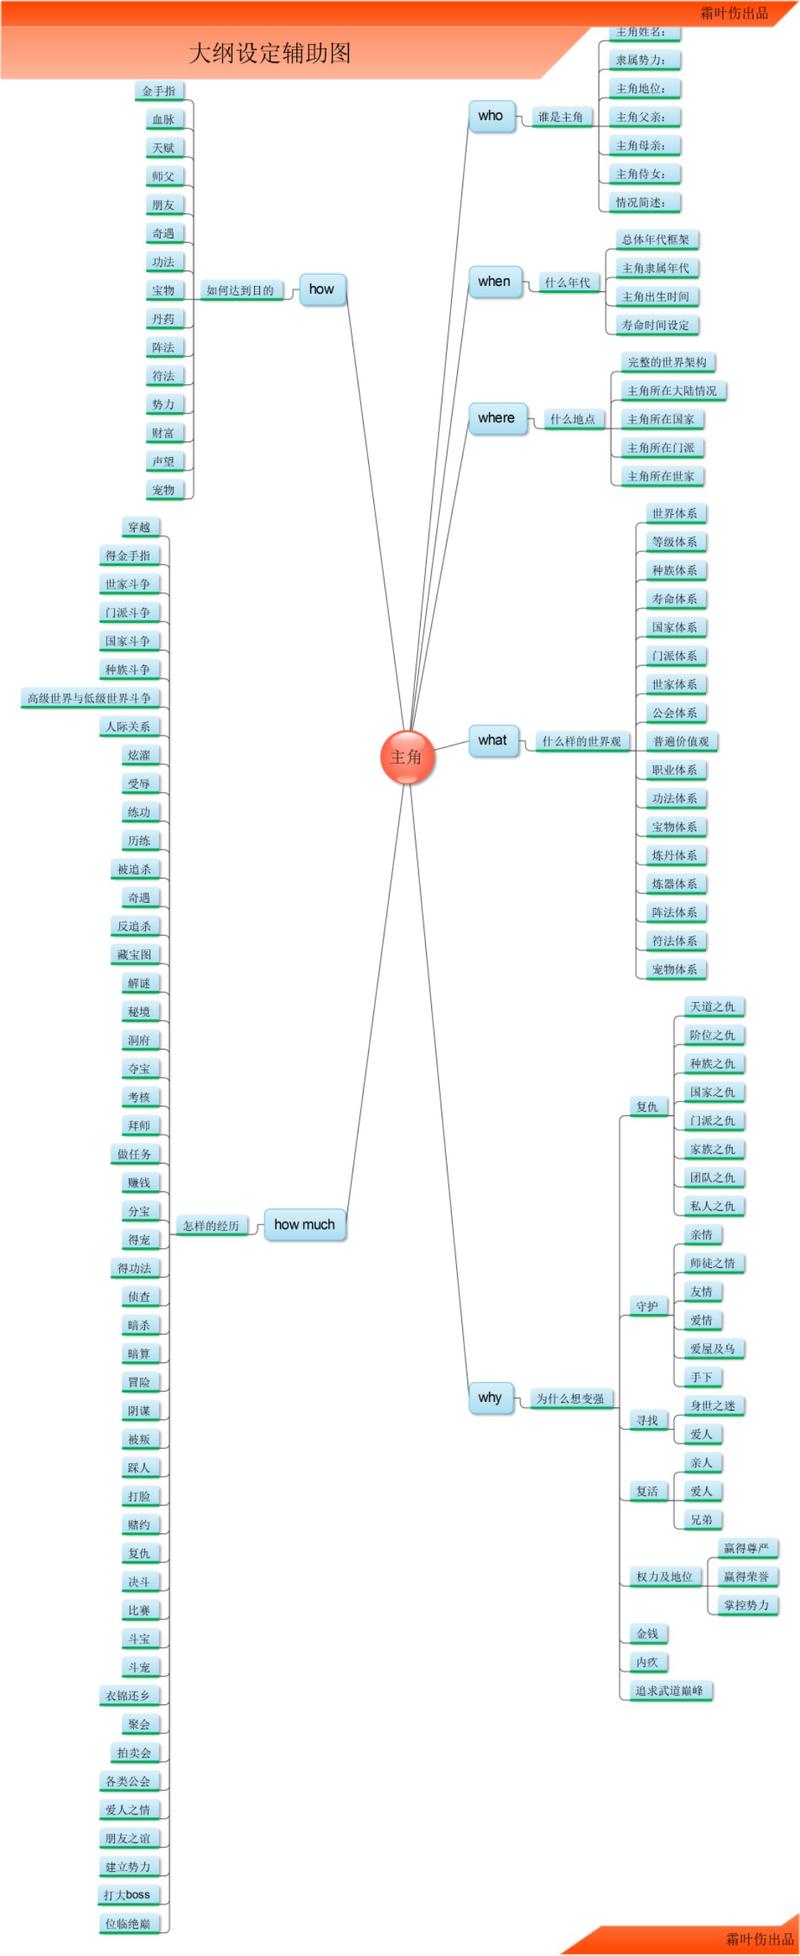 霜叶伤出品
大纲设定辅助图
主角
who
谁是主角
主角姓名：
隶属势力：
主角地位：
主角父亲：
主角母亲：
主角侍女：
情况简述：
when
什么年代
总体年代框架
主角隶属年代
主角出生时间
寿命时间设定
where
什么地点
完整的世界架构
主角所在大陆情况
主角所在国家
主角所在门派
主角所在世家
what
什么样的世界观
世界体系
等级体系
种族体系
寿命体系
国家体系
门派体系
世家体系
公会体系
普遍价值观
职业体系
功法体系
宝物体系
炼丹体系
炼器体系
阵法体系
符法体系
宠物体系
why
为什么想变强
复仇
天道之仇
阶位之仇
种族之仇
国家之仇
门派之仇
家族之仇
团队之仇
私人之仇
守护
亲情
师徒之情
友情
爱情
爱屋及乌
手下
寻找
身世之迷
爱人
复活
亲人
爱人
兄弟
权力及地位
赢得尊严
赢得荣誉
掌控势力
金钱
内疚
追求武道巅峰
how
如何达到目的
金手指
血脉
天赋
师父
朋友
奇遇
功法
宝物
丹药
阵法
符法
势力
财富
声望
宠物
how much
怎样的经历
穿越
得金手指
世家斗争
门派斗争
国家斗争
种族斗争
高级世界与低级世界斗争
人际关系
炫濯
受辱
练功
历练
被追杀
奇遇
反追杀
藏宝图
解谜
秘境
洞府
夺宝
考核
拜师
做任务
赚钱
分宝
得宠
得功法
侦查
暗杀
暗算
冒险
阴谋
被叛
踩人
打脸
赌约
复仇
决斗
比赛
斗宝
斗宠
衣锦还乡
聚会
拍卖会
各类公会
爱人之情
朋友之谊
建立势力
打大boss
位临绝巅
霜叶伤出品